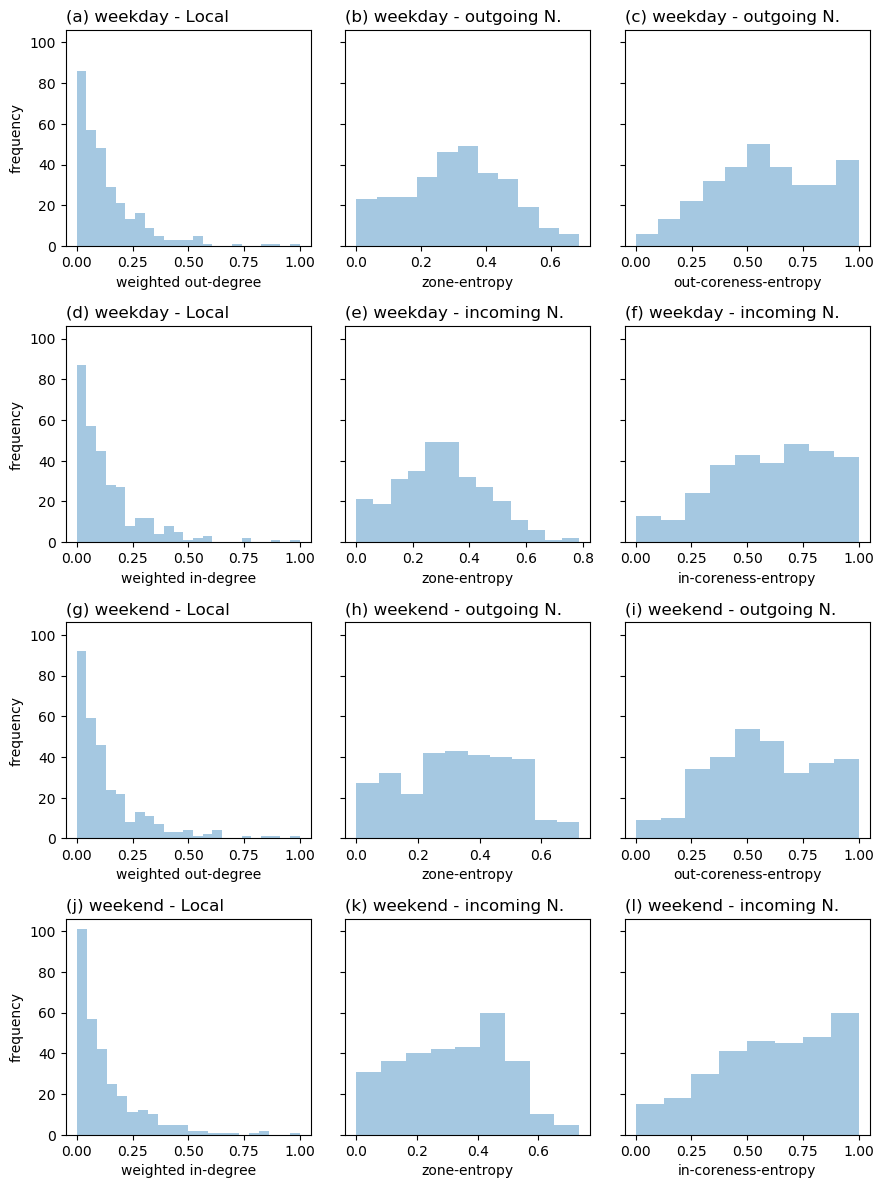 (a) weekday - Local
(b) weekday - outgoing N.
(c) weekday - outgoing N.
100
80
60
40
20
0
frequency
0.00 0.25 0.50 0.75 1.00
0.0 0.2 0.4 0.6
0.00 0.25 0.50 0.75 1.00
weighted out-degree
zone-entropy
out-coreness-entropy
(d) weekday - Local
(e) weekday - incoming N.
(f) weekday - incoming N.
100
80
60
40
20
0
frequency
0.00 0.25 0.50 0.75 1.00
0.0 0.2 0.4 0.6 0.8
0.00 0.25 0.50 0.75 1.00
weighted in-degree
zone-entropy
in-coreness-entropy
(g) weekend - Local
(h) weekend - outgoing N.
(i) weekend - outgoing N.
100
80
60
40
20
0
frequency
0.00 0.25 0.50 0.75 1.00
0.0 0.2 0.4 0.6
0.00 0.25 0.50 0.75 1.00
weighted out-degree
zone-entropy
out-coreness-entropy
(j) weekend - Local
(k) weekend - incoming N.
(l) weekend - incoming N.
100
80
60
40
20
0
frequency
0.00 0.25 0.50 0.75 1.00
0.0 0.2 0.4 0.6
0.00 0.25 0.50 0.75 1.00
weighted in-degree
zone-entropy
in-coreness-entropy